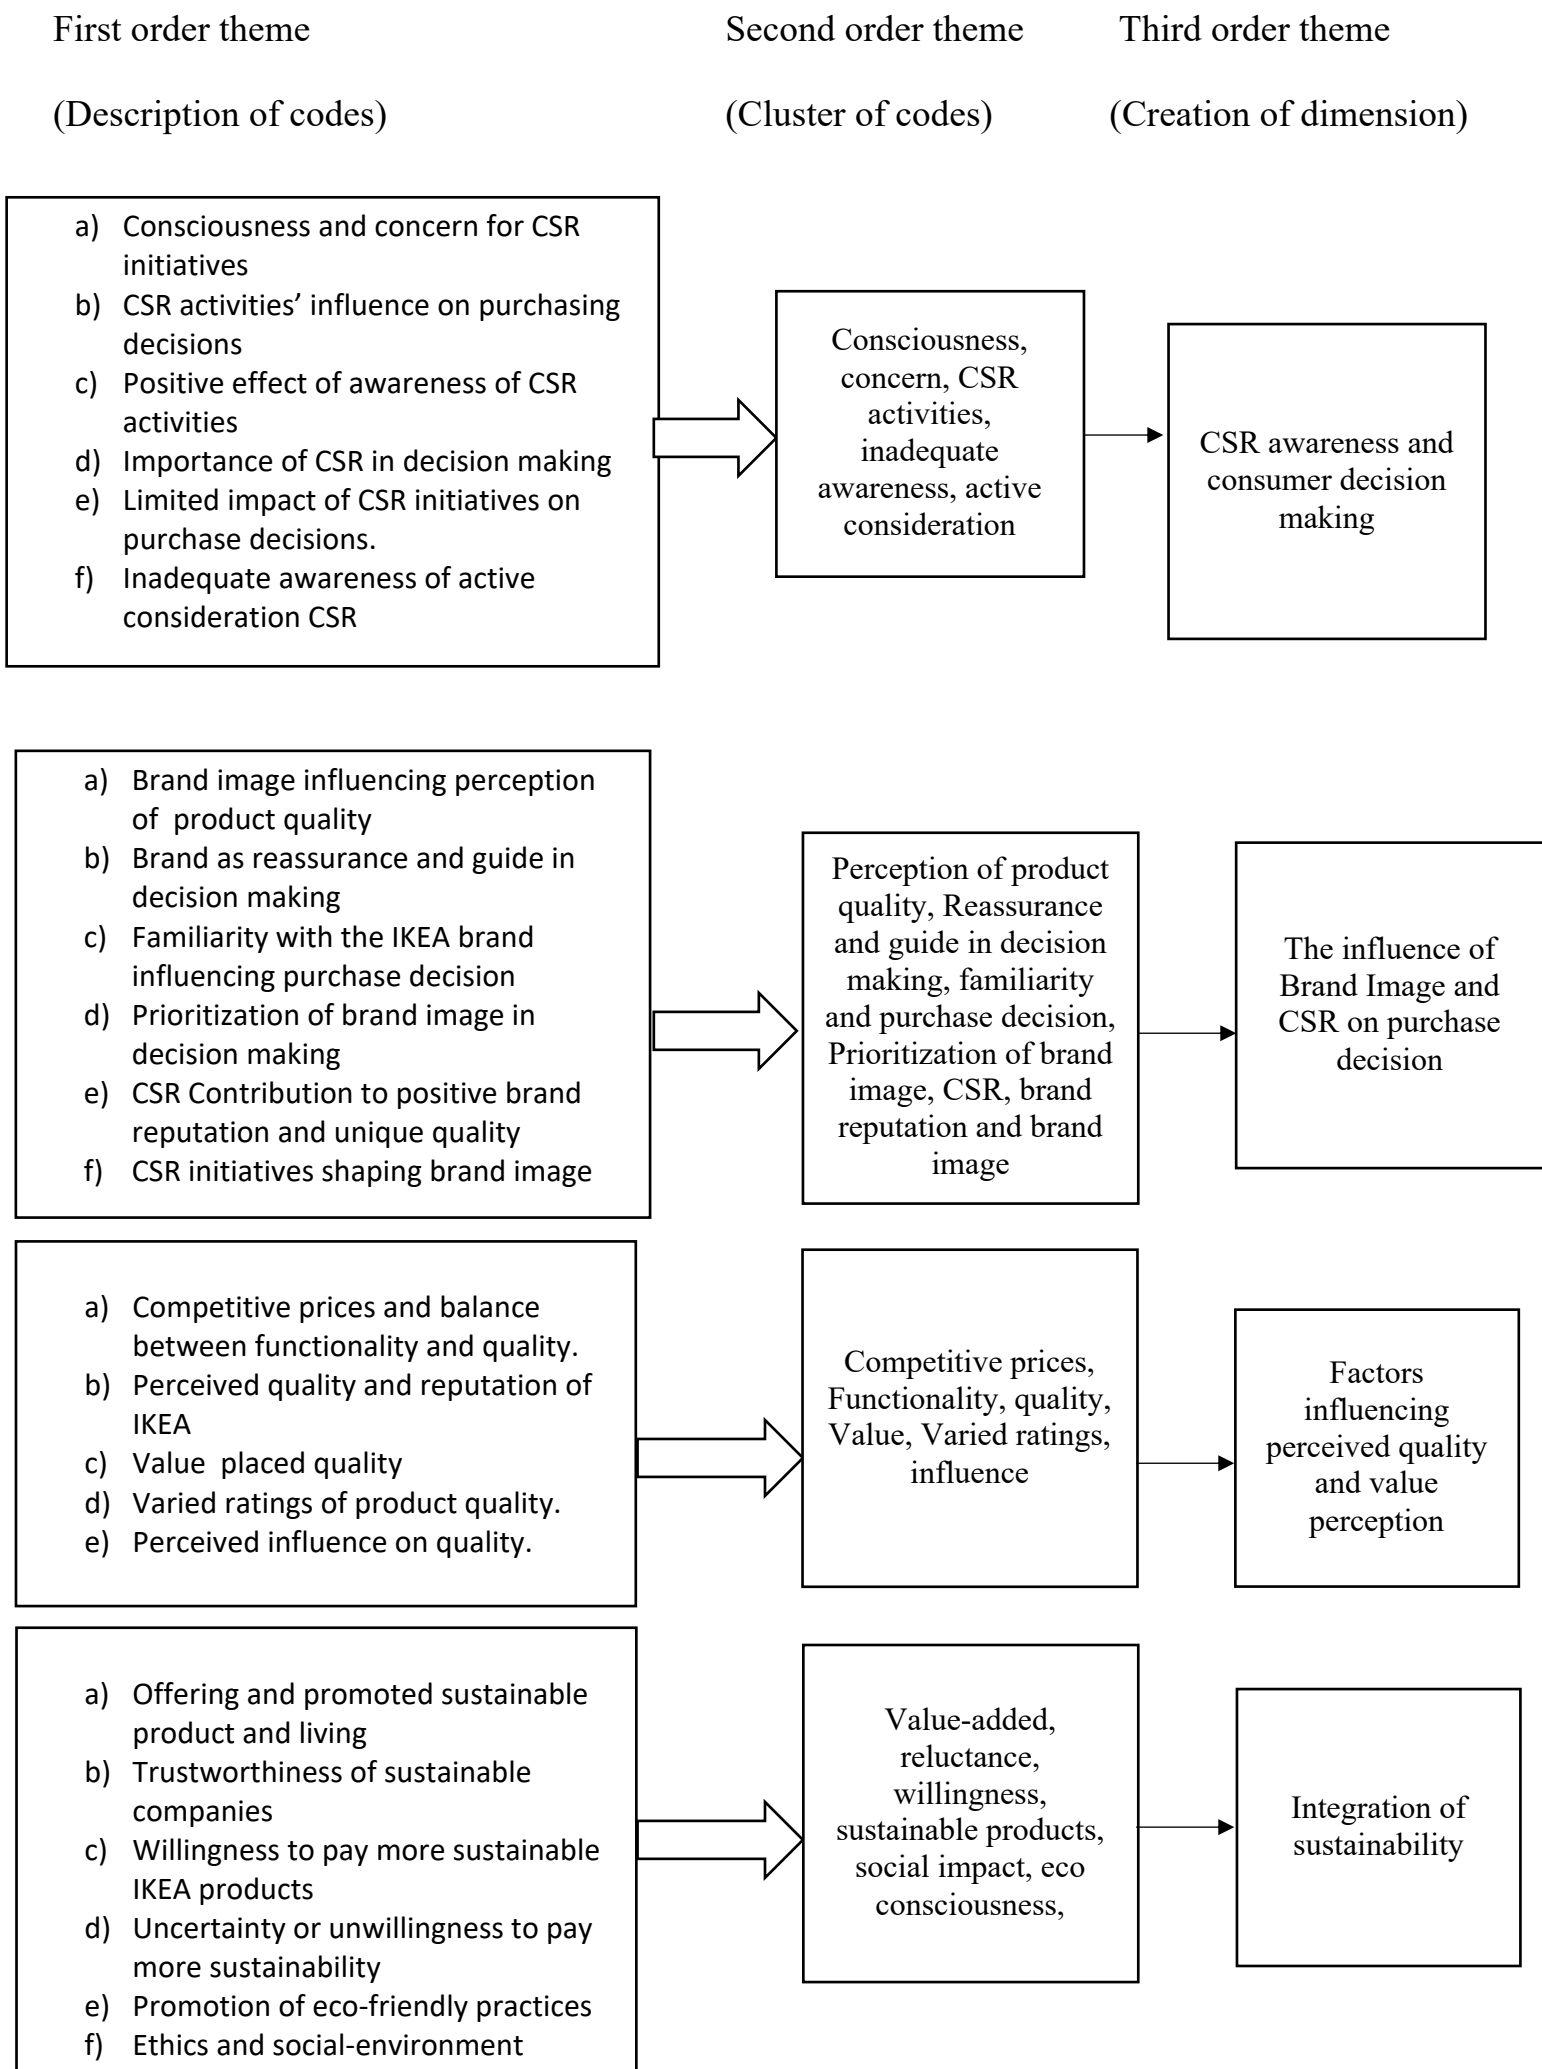 First order theme
Second order theme
Third order theme
(Description of codes)
(Cluster of codes)
(Creation of dimension)
a) Consciousness and concern for CSR
initiatives
b) CSR activities’ influence on purchasing
decisions
c) Positive effect of awareness of CSR
activities
d) Importance of CSR in decision making
e) Limited impact of CSR initiatives on
purchase decisions.
f) Inadequate awareness of active
consideration CSR
Consciousness,
concern, CSR
activities,
inadequate
awareness, active
consideration
CSR awareness and
consumer decision
making
a) Brand image influencing perception
of product quality
b) Brand as reassurance and guide in
decision making
c) Familiarity with the IKEA brand
influencing purchase decision
d) Prioritization of brand image in
decision making
e) CSR Contribution to positive brand
reputation and unique quality
f) CSR initiatives shaping brand image
Perception of product
quality, Reassurance
and guide in decision
making, familiarity
and purchase decision,
Prioritization of brand
image, CSR, brand
reputation and brand
image
The influence of
Brand Image and
CSR on purchase
decision
a) Competitive prices and balance
between functionality and quality.
b) Perceived quality and reputation of
IKEA
c) Value placed quality
d) Varied ratings of product quality.
e) Perceived influence on quality.
Competitive prices,
Functionality, quality,
Value, Varied ratings,
influence
Factors
influencing
perceived quality
and value
perception
a) Offering and promoted sustainable
product and living
b) Trustworthiness of sustainable
companies
c) Willingness to pay more sustainable
IKEA products
d) Uncertainty or unwillingness to pay
more sustainability
e) Promotion of eco-friendly practices
f) Ethics and social-environment
Value-added,
reluctance,
willingness,
sustainable products,
social impact, eco
consciousness,
Integration of
sustainability